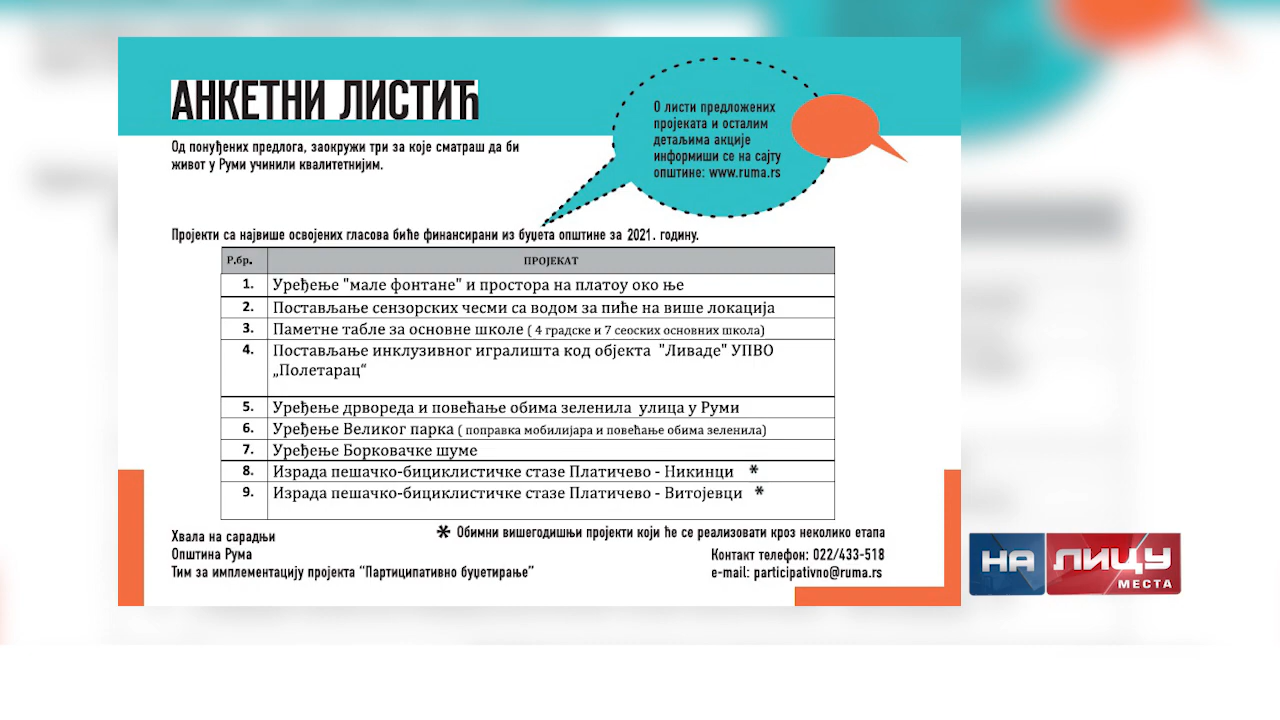 АНКЕТНИ ЛИСТИЋ
Од понуђених предлога, заокружи три за које сматраш да би
живот у Руми учинили квалитетнијим.
О листи предложених
пројеката и осталим
детаљима акције
информиши се на сајту
општине: www.ruma.rs
Пројекти са највише освојених гласова биће финансирани из буџета општине за 2021. годину.
Р.бр. ПРОЈЕКАТ
1. Уређење "мале фонтане" и простора на платоу око ње
2. Постављање сензорских чесми са водом за пиће на више локација
3. Паметне табле за основне школе ( 4 градске и 7 сеоских основних школа)
4. Постављање инклузивног игралишта код објекта "Ливаде" УПВО
„Полетарац“
5. Уређење дрвореда и повећање обима зеленила улица у Руми
6. Уређење Великог парка ( поправка мобилијара и повећање обима зеленила)
7. Уређење Борковачке шуме
8. Израда пешачко-бициклистичке стазе Платичево - Никинци *
9. Израда пешачко-бициклистичке стазе Платичево - Витојевци *
* Обимни вишегодишњи пројекти који ће се реализовати кроз неколико етапа
Хвала на сарадњи
Општина Рума
Тим за имплементацију пројекта “Партиципативно буџетирање”
Контакт телефон: 022/433-518
e-mail: participativno@ruma.rs
НА ЛИЦУ
МЕСТА